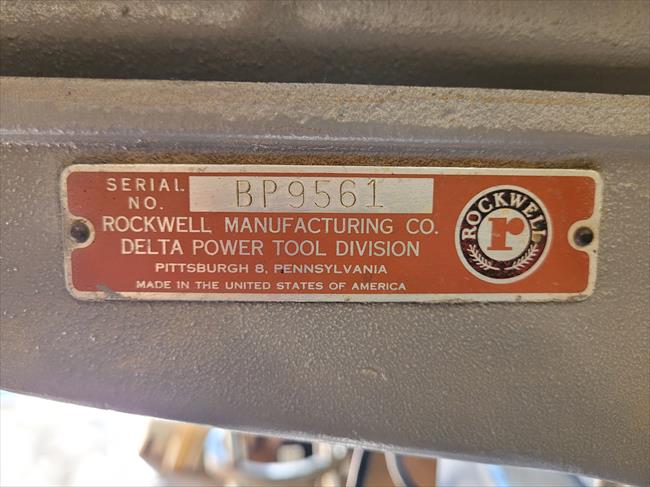 SERIAL NO. BP9561
ROCKWELL MANUFACTURING CO.
DELTA POWER TOOL DIVISION
PITTSBURGH 8, PENNSYLVANIA
MADE IN THE UNITED STATES OF AMERICA
ROCKWELL
r